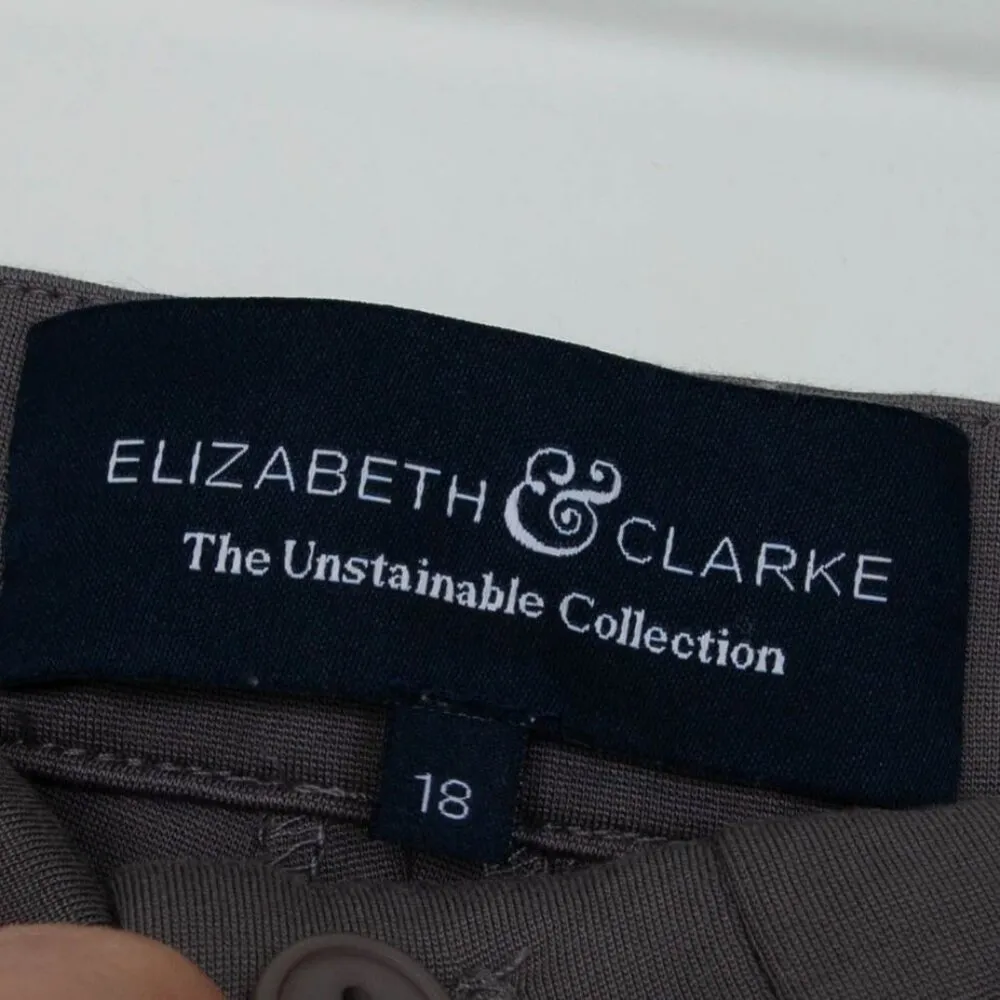 ELIZABETH & CLARKE
The Unstainable Collection
18